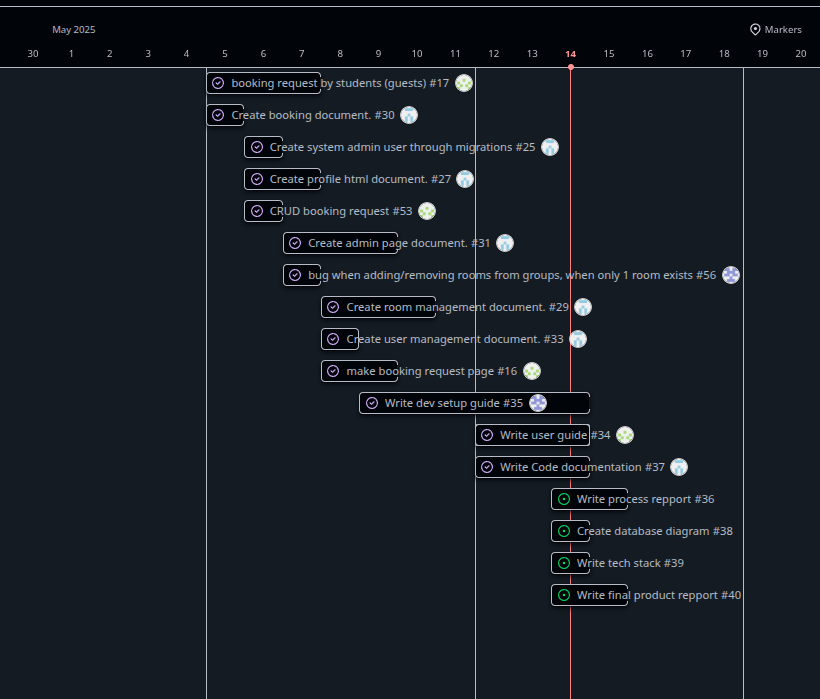 May 2025
Markers
30 1 2 3 4 5 6 7 8 9 10 11 12 13 14 15 16 17 18 19 20
booking request by students (guests) #17
Create booking document. #30
Create system admin user through migrations #25
Create profile html document. #27
CRUD booking request #53
Create admin page document. #31
bug when adding/removing rooms from groups, when only 1 room exists #56
Create room management document. #29
Create user management document. #33
make booking request page #16
Write dev setup guide #35
Write user guide #34
Write Code documentation #37
Write process repport #36
Create database diagram #38
Write tech stack #39
Write final product repport #40